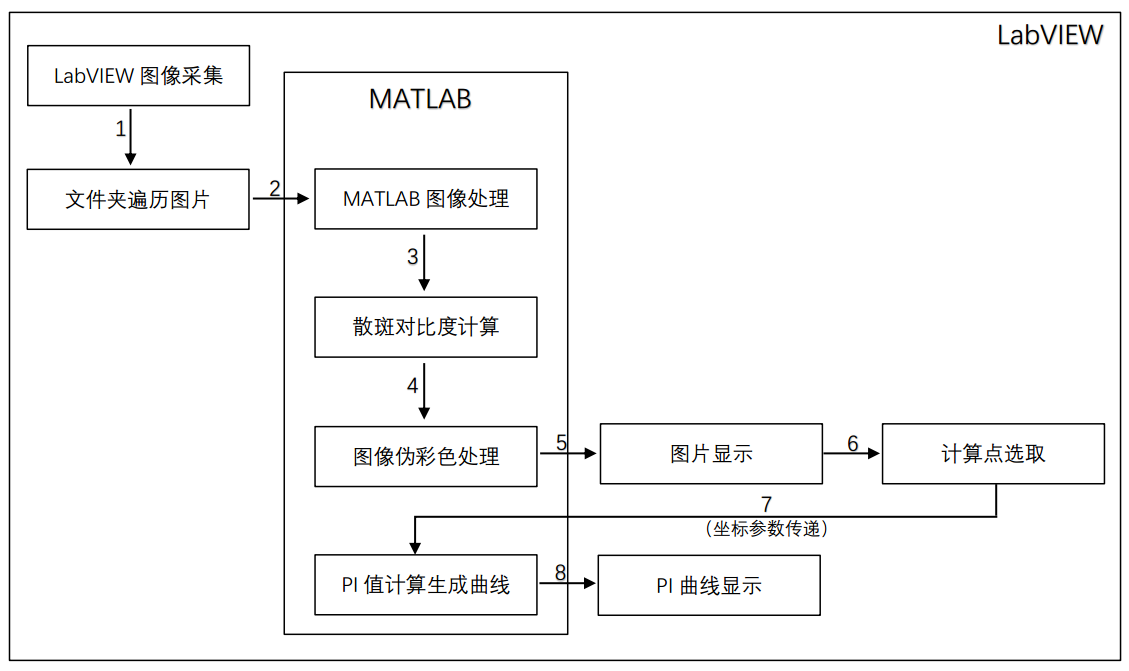 LabVIEW
LabVIEW 图像采集
MATLAB
1
文件夹遍历图片
2
MATLAB 图像处理
3
散斑对比度计算
4
图像伪彩色处理
5
图片显示
6
计算点选取
7
（坐标参数传递）
PI 值计算生成曲线
8
PI 曲线显示